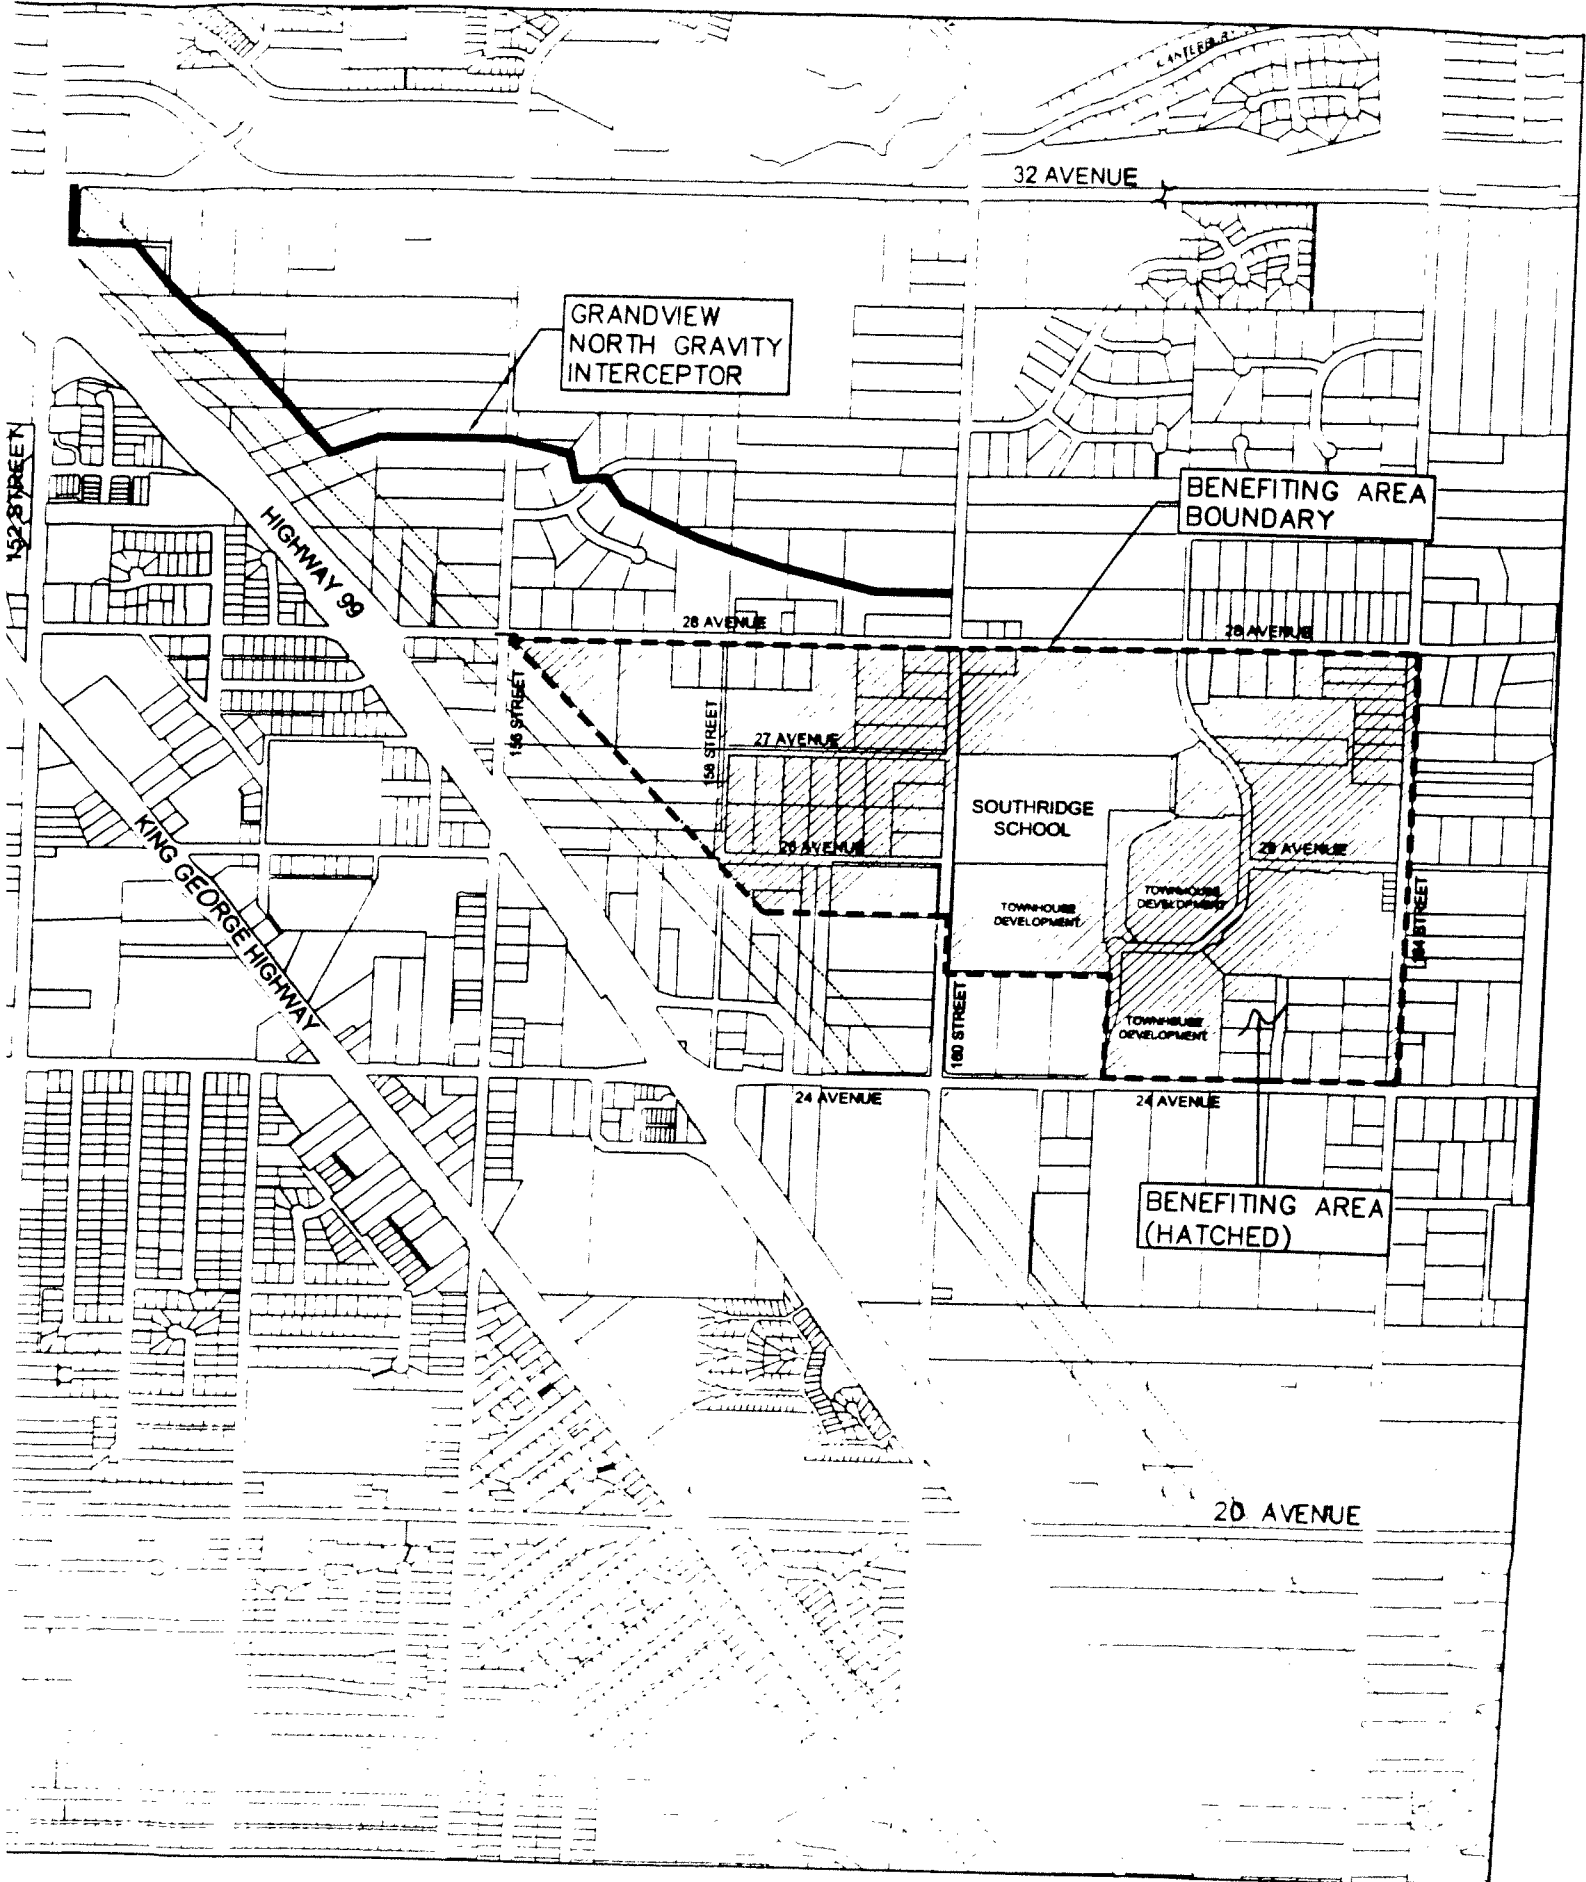 CANTERBURY
32 AVENUE
GRANDVIEW
NORTH GRAVITY
INTERCEPTOR
152 STREET
BENEFITING AREA
BOUNDARY
HIGHWAY 99
28 AVENUE
28 AVENUE
156 STREET
158 STREET
27 AVENUE
SOUTHRIDGE
SCHOOL
26 AVENUE
26 AVENUE
KING GEORGE HIGHWAY
TOWNHOUSE
DEVELOPMENT
TOWNHOUSE
DEVELOPMENT
164 STREET
160 STREET
TOWNHOUSE
DEVELOPMENT
24 AVENUE
24 AVENUE
BENEFITING AREA
(HATCHED)
20 AVENUE